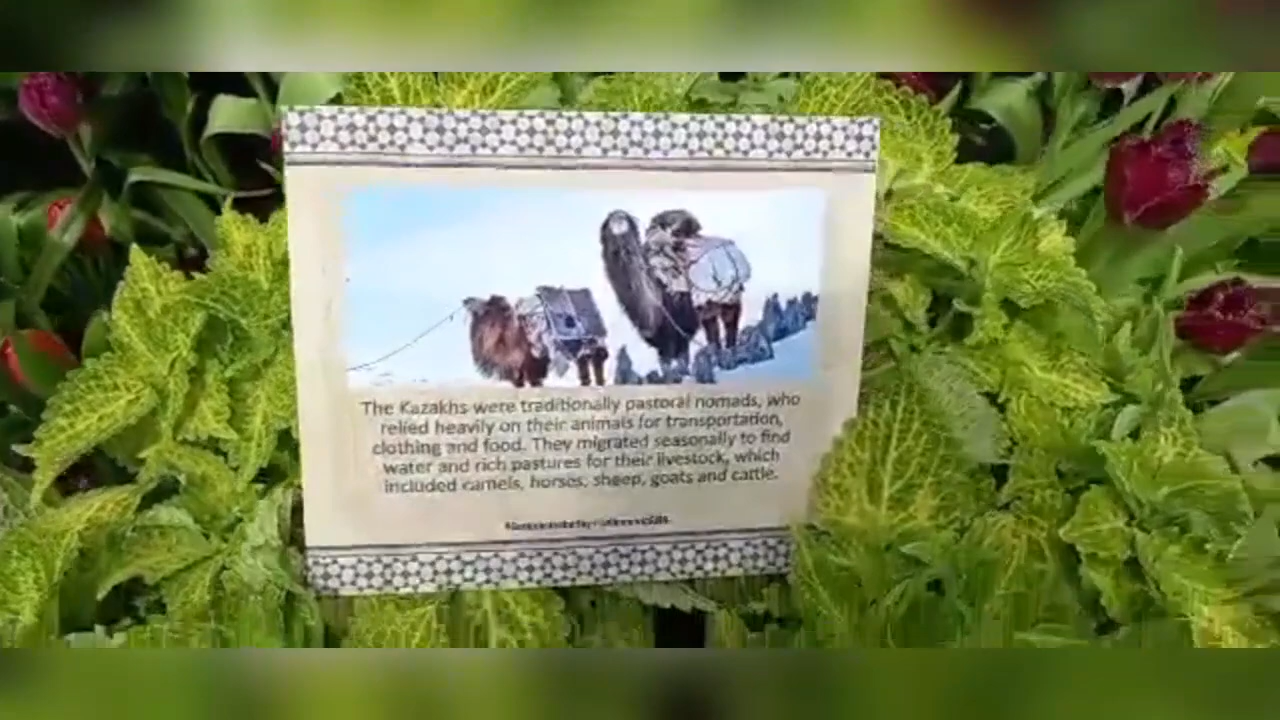 The Kazakhs were traditionally pastoral nomads, who
relied heavily on their animals for transportation,
clothing and food. They migrated seasonally to find
water and rich pastures for their livestock, which
included camels, horses, sheep, goats and cattle.